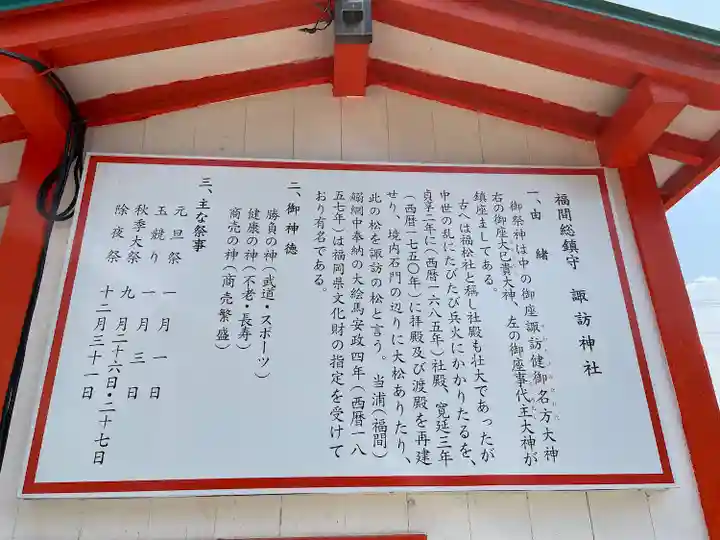 福間総鎮守　諏訪神社
一、由　緒
御祭神は中の御座諏訪健御名方大神
右の御座大已貴大神、左の御座事代主大神が
鎮座ましてある。
古へは福松社と称し社殿も壮大であったが
中世の乱にたびたび兵火にかかりたるを、
貞享二年に（西暦一六八五年）社殿、寛延三年
（西暦一七五〇年）に拝殿及び渡殿を再建
せり、境内石門の辺りに大松ありたり、
此の松を諏訪の松と言う。　当浦（福間）
鰯網中奉納の大絵馬安政四年（西暦一八
五七年）は福岡県文化財の指定を受けて
おり有名である。
二、御神徳
勝負の神（武道・スポーツ）
健康の神（不老・長寿）
商売の神（商売繁盛）
三、主な祭事
元旦祭　一月一日
玉競り　一月三日
秋季大祭　九月二十六日・二十七日
除夜祭　十二月三十一日